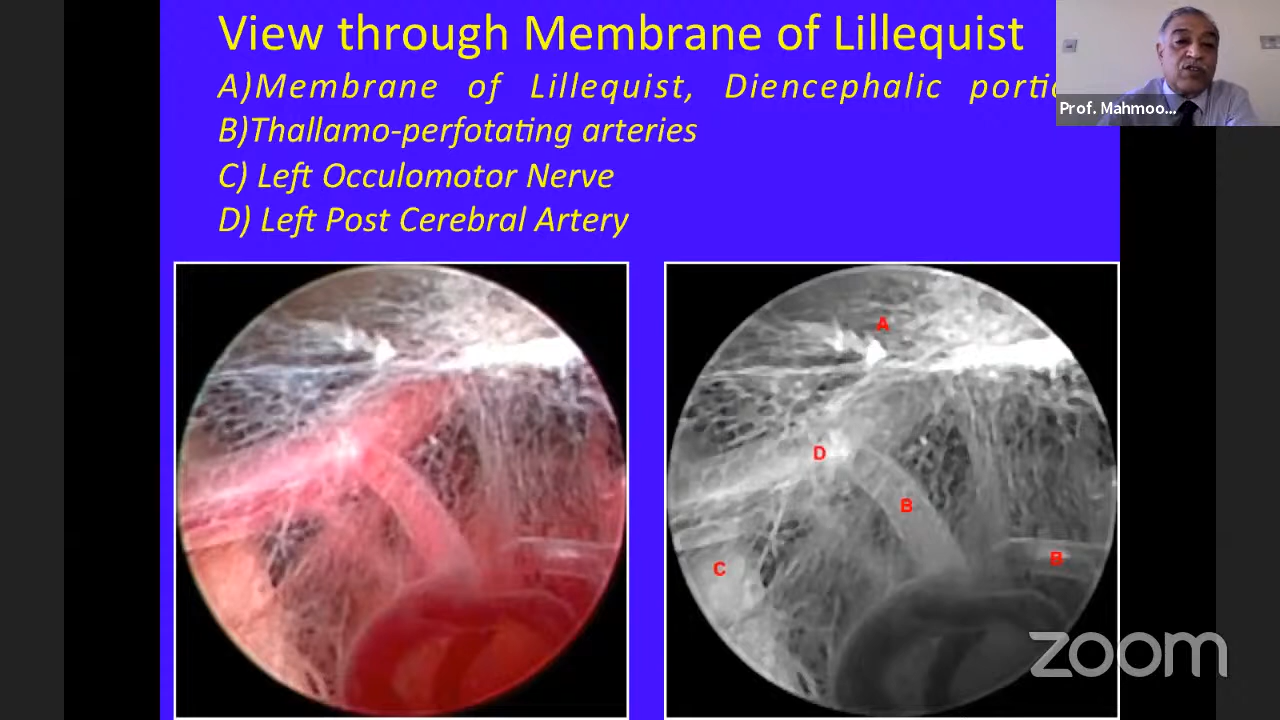 View through Membrane of Lillequist
A)Membrane of Lillequist, Diencephalic
B)Thallamo-perfotating arteries
C) Left Occulomotor Nerve
D) Left Post Cerebral Artery
Prof. Mahmoo...
A
D
B
B
C
zoom